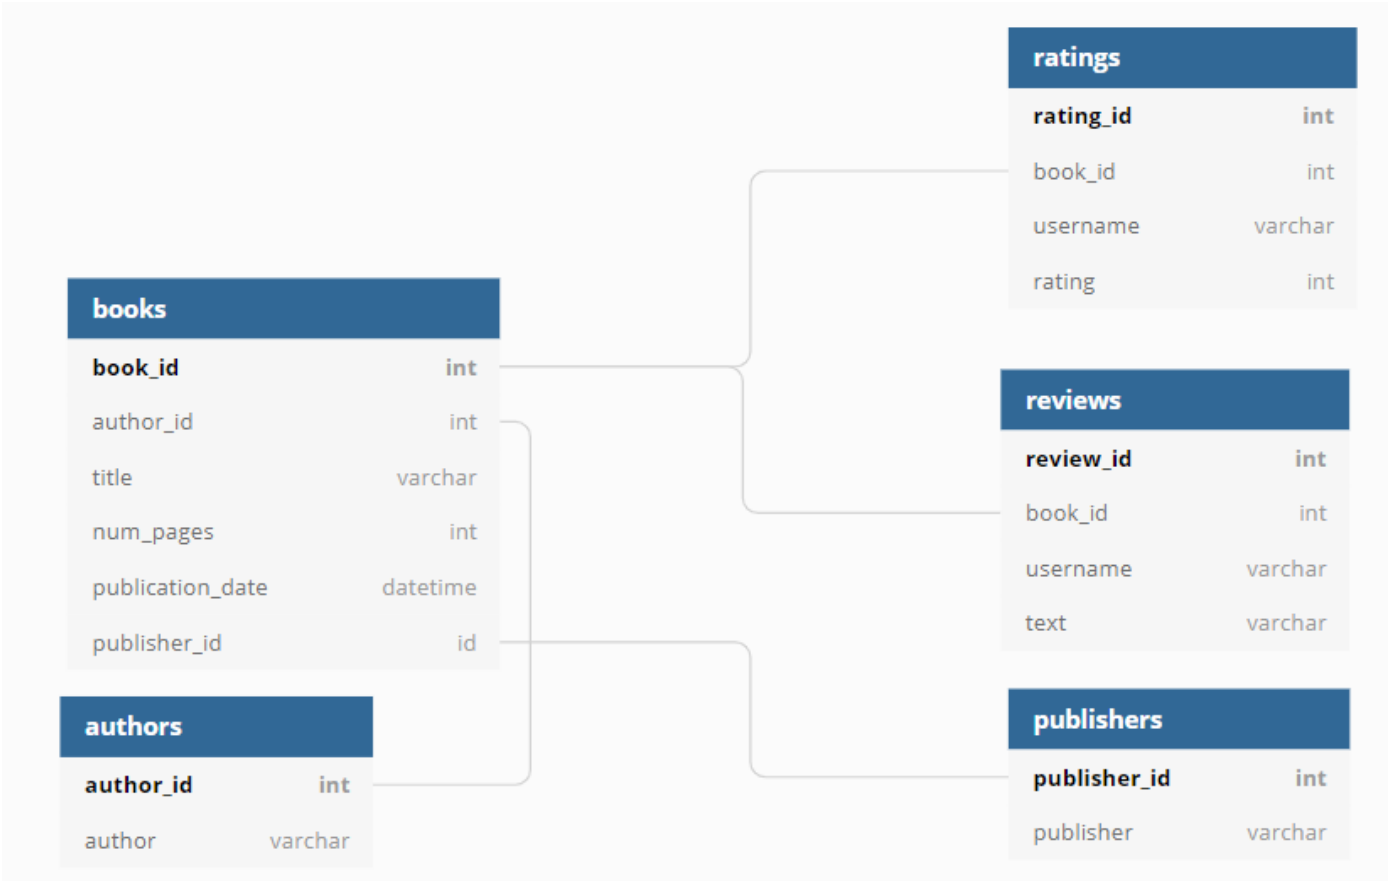 ratings
rating_id int
book_id int
username varchar
rating int
books
book_id int
author_id int
title varchar
num_pages int
publication_date datetime
publisher_id id
reviews
review_id int
book_id int
username varchar
text varchar
authors
author_id int
author varchar
publishers
publisher_id int
publisher varchar